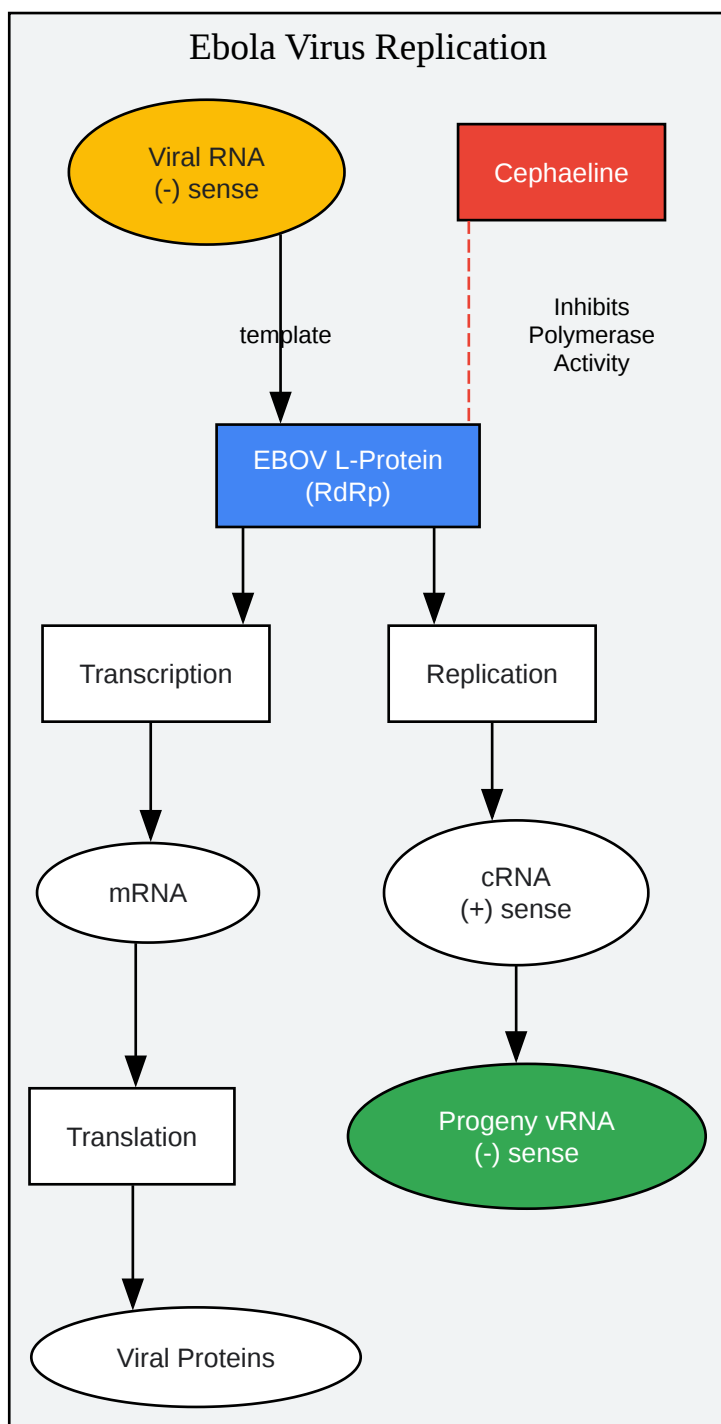 Ebola Virus Replication
Viral RNA
(-) sense
Cephaeline
template
Inhibits
Polymerase
Activity
EBOV L-Protein
(RdRp)
Transcription
Replication
mRNA
cRNA
(+) sense
Translation
Progeny vRNA
(-) sense
Viral Proteins